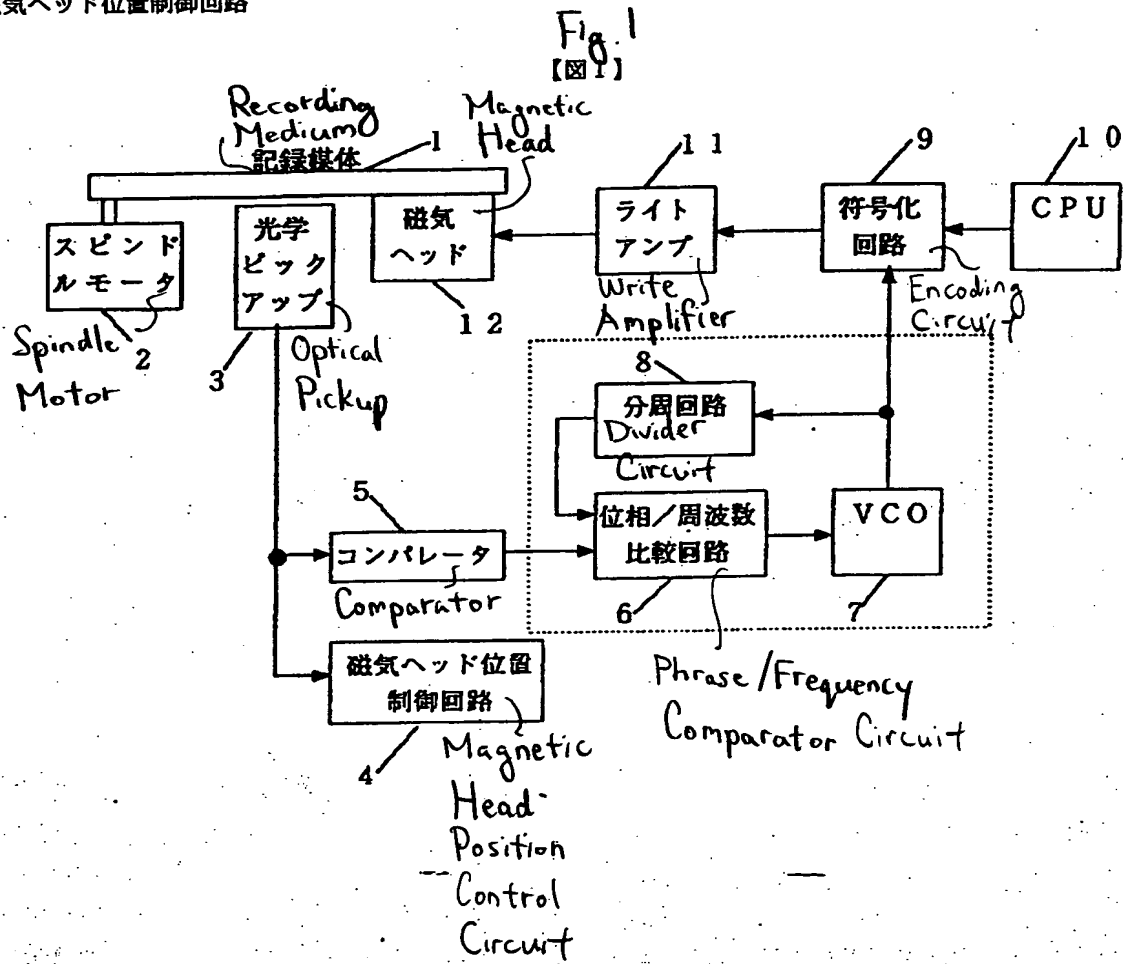 気ヘッド位置制御回路
Fig. 1
【図1】
Recording
Medium
記録媒体
1
Magnetic
Head
磁気
ヘッド
12
光学
ピック
アップ
3
Optical
Pickup
スピンド
ルモータ
2
Spindle
Motor
11
ライト
アンプ
Write
Amplifier
9
符号化
回路
Encoding
Circuit
10
CPU
8
分周回路
Divider
Circuit
5
コンパレータ
Comparator
位相/周波数
比較回路
6
Phrase/Frequency
Comparator Circuit
VCO
7
磁気ヘッド位置
制御回路
4
Magnetic
Head
Position
Control
Circuit